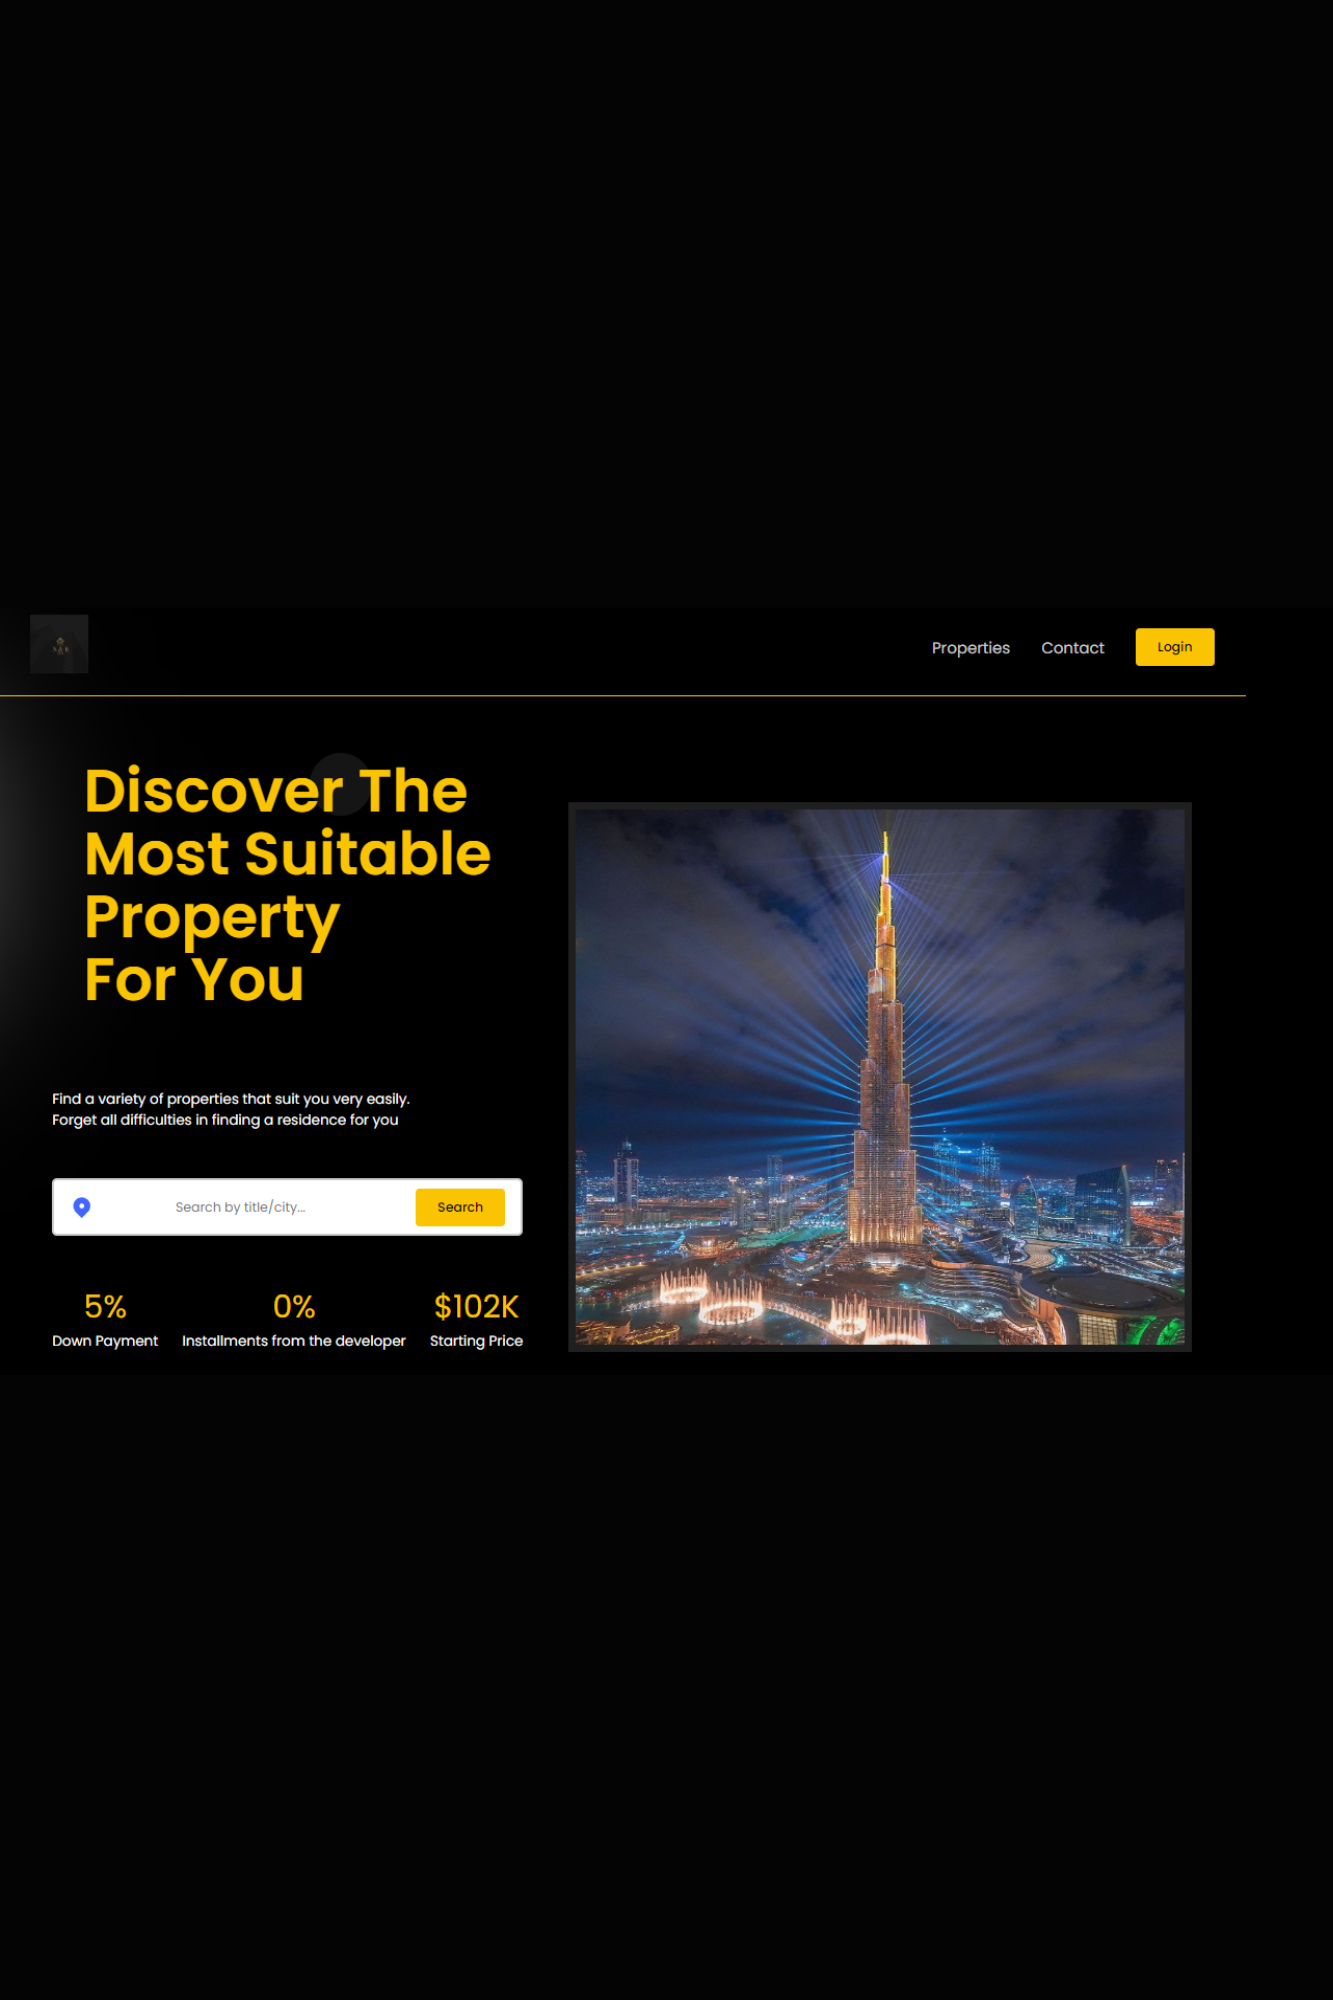 Properties
Contact
Login
Discover The
Most Suitable
Property
For You
Find a variety of properties that suit you very easily.
Forget all difficulties in finding a residence for you
Search by title/city...
Search
5%
Down Payment
0%
Installments from the developer
$102K
Starting Price